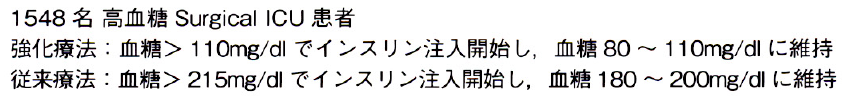 1548 名 高血糖 Surgical ICU 患者
強化療法：血糖＞ 110mg/dl でインスリン注入開始し，血糖 80 〜 110mg/dl に維持
従来療法：血糖＞ 215mg/dl でインスリン注入開始し，血糖 180 〜 200mg/dl に維持